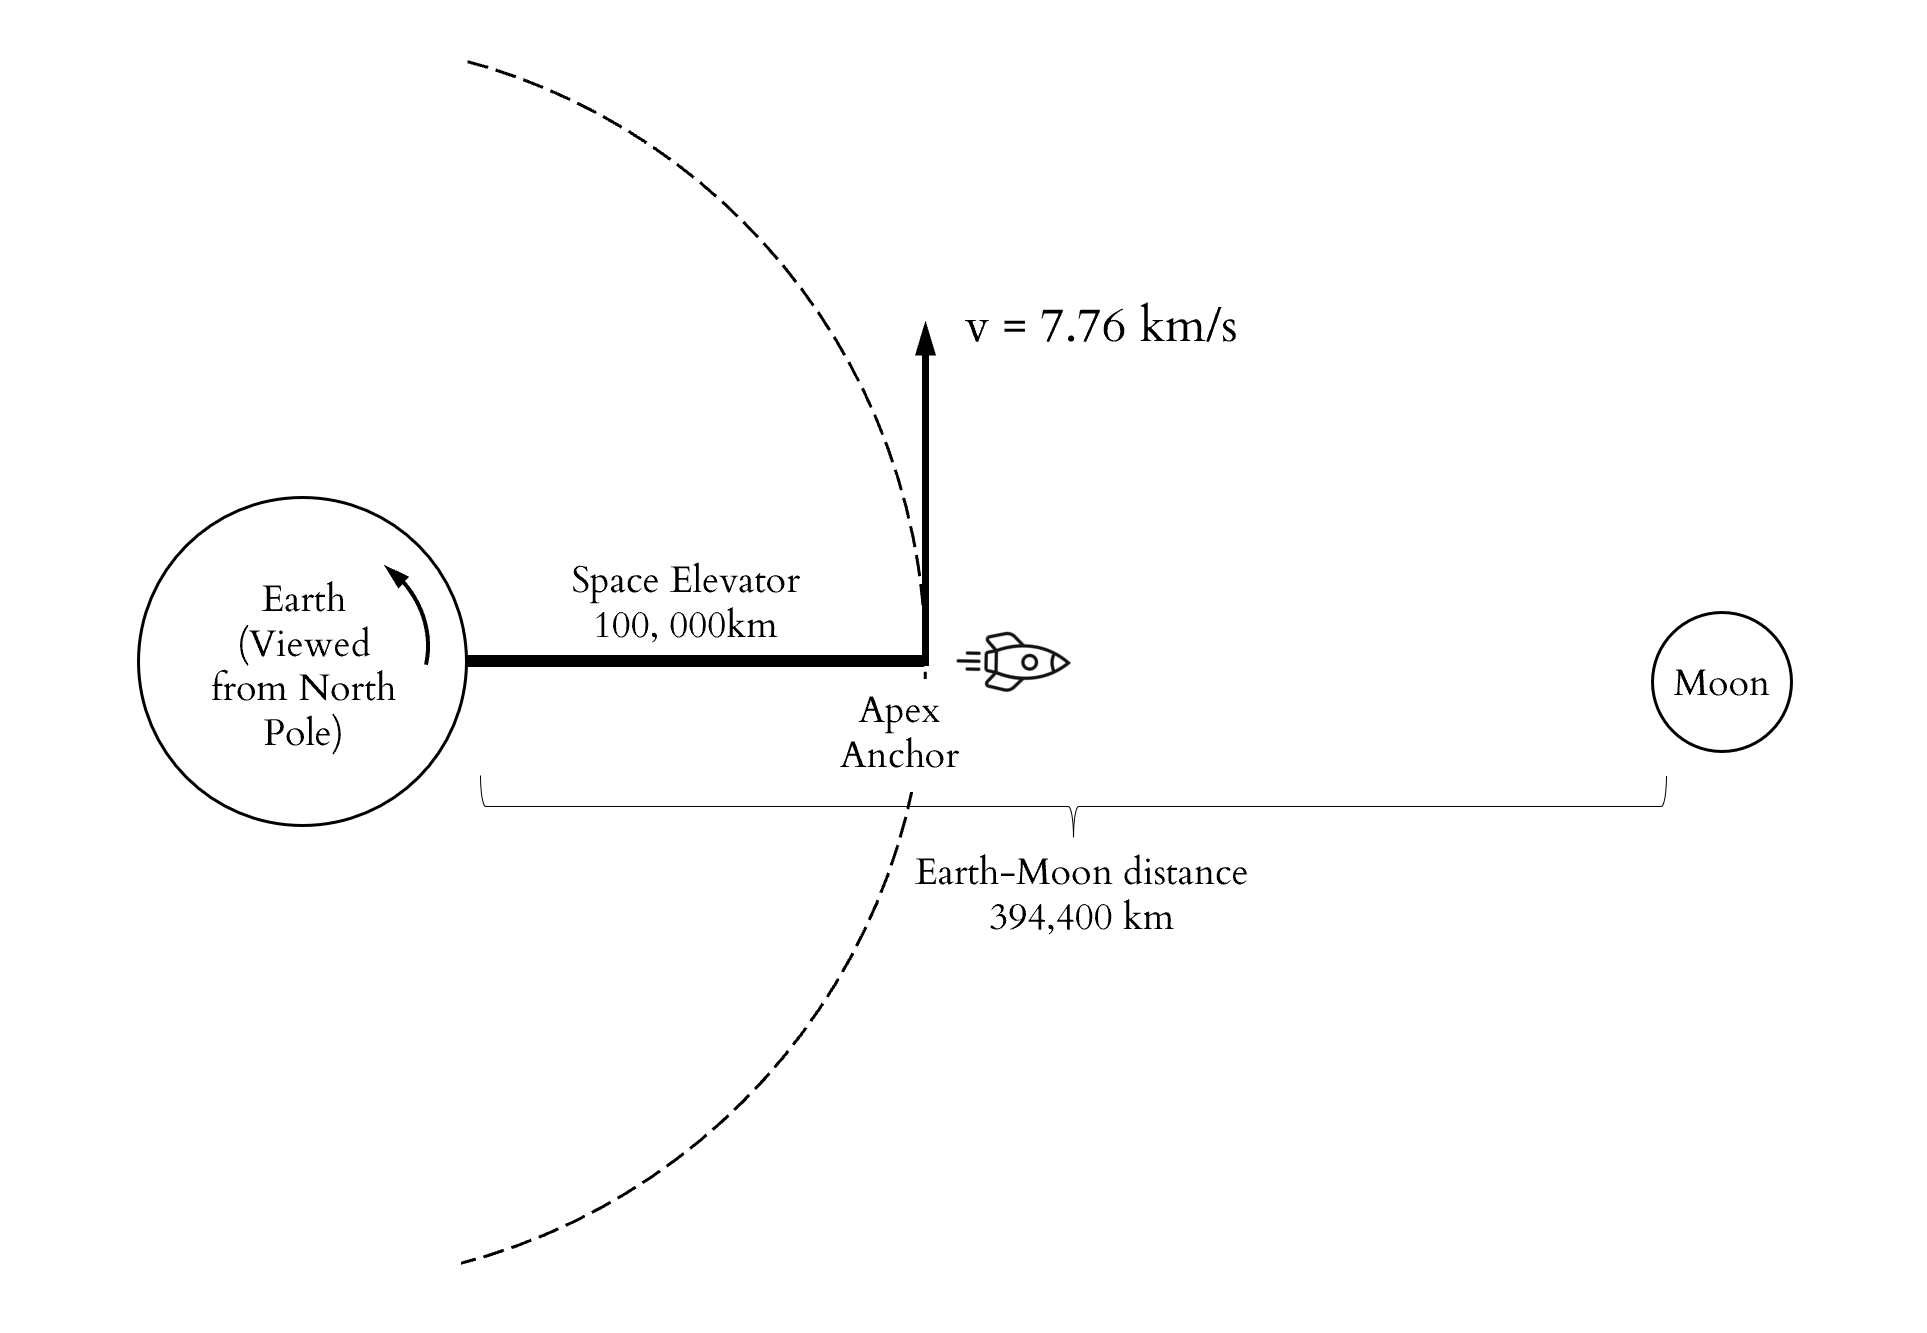 v = 7.76 km/s
Space Elevator
100, 000km
Earth
(Viewed
from North
Pole)
Moon
Apex
Anchor
Earth-Moon distance
394,400 km